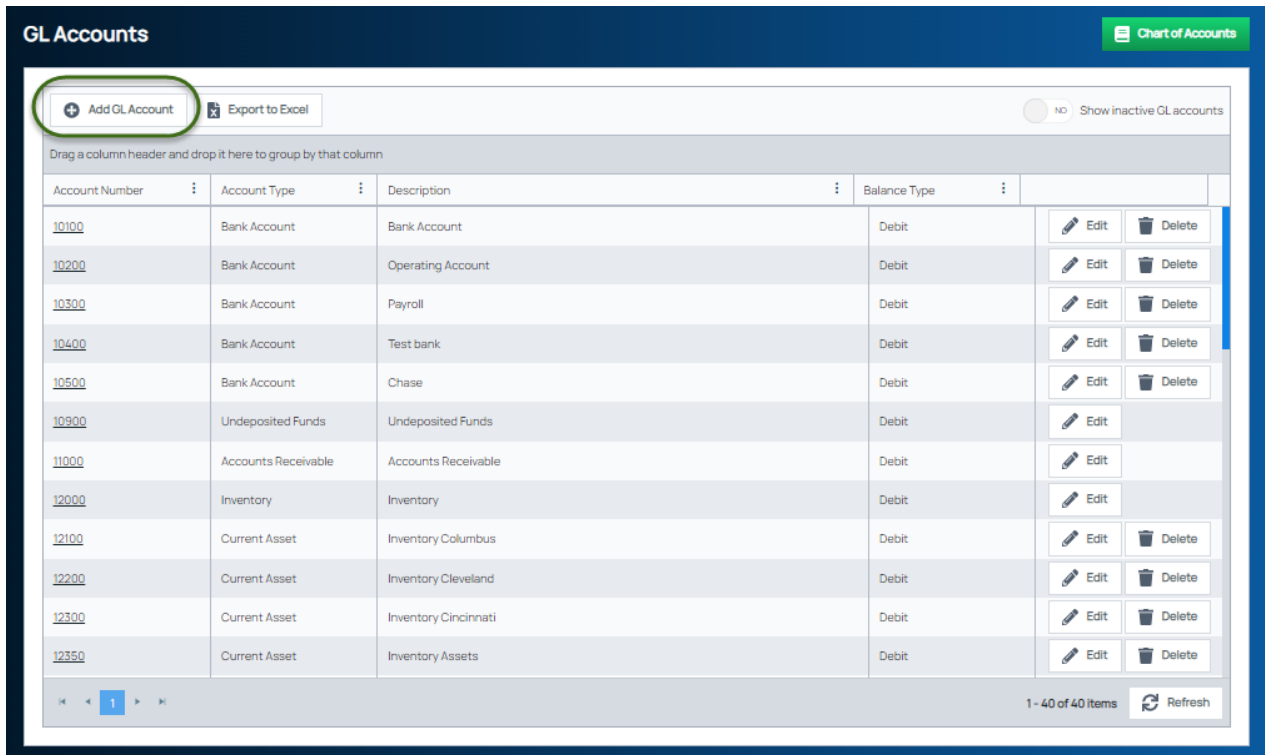 GL Accounts
Chart of Accounts
Add GL Account Export to Excel NO Show inactive GL accounts
Drag a column header and drop it here to group by that column
Account Number Account Type Description Balance Type
10100 Bank Account Bank Account Debit Edit Delete
10200 Bank Account Operating Account Debit Edit Delete
10300 Bank Account Payroll Debit Edit Delete
10400 Bank Account Test bank Debit Edit Delete
10500 Bank Account Chase Debit Edit Delete
10900 Undeposited Funds Undeposited Funds Debit Edit
11000 Accounts Receivable Accounts Receivable Debit Edit
12000 Inventory Inventory Debit Edit
12100 Current Asset Inventory Columbus Debit Edit Delete
12200 Current Asset Inventory Cleveland Debit Edit Delete
12300 Current Asset Inventory Cincinnati Debit Edit Delete
12350 Current Asset Inventory Assets Debit Edit Delete
1 1 - 40 of 40 items Refresh